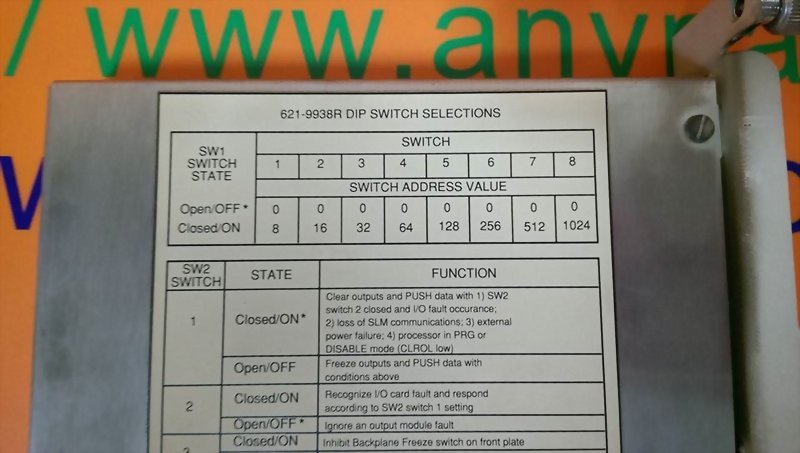 / www.anyp
621-9938R DIP SWITCH SELECTIONS
SW1 SWITCH STATE
SWITCH
1 2 3 4 5 6 7 8
SWITCH ADDRESS VALUE
Open/OFF * 0 0 0 0 0 0 0 0
Closed/ON 8 16 32 64 128 256 512 1024
SW2 SWITCH STATE FUNCTION
1
Closed/ON *
Clear outputs and PUSH data with 1) SW2
switch 2 closed and I/O fault occurance;
2) loss of SLM communications; 3) external
power failure; 4) processor in PRG or
DISABLE mode (CLROL low)
Open/OFF
Freeze outputs and PUSH data with
conditions above
2
Closed/ON
Recognize I/O card fault and respond
according to SW2 switch 1 setting
Open/OFF *
Ignore an output module fault
3
Closed/ON
Inhibit Backplane Freeze switch on front plate